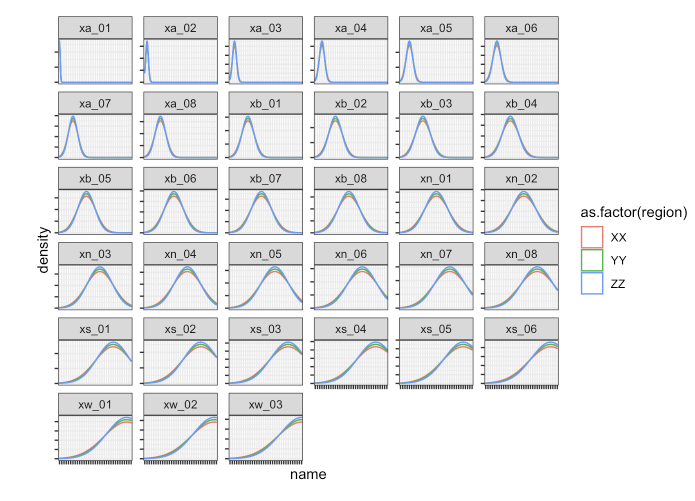 xa_01 xa_02 xa_03 xa_04 xa_05 xa_06
xa_07 xa_08 xb_01 xb_02 xb_03 xb_04
xb_05 xb_06 xb_07 xb_08 xn_01 xn_02
xn_03 xn_04 xn_05 xn_06 xn_07 xn_08
xs_01 xs_02 xs_03 xs_04 xs_05 xs_06
xw_01 xw_02 xw_03
density
name
as.factor(region)
XX
YY
ZZ